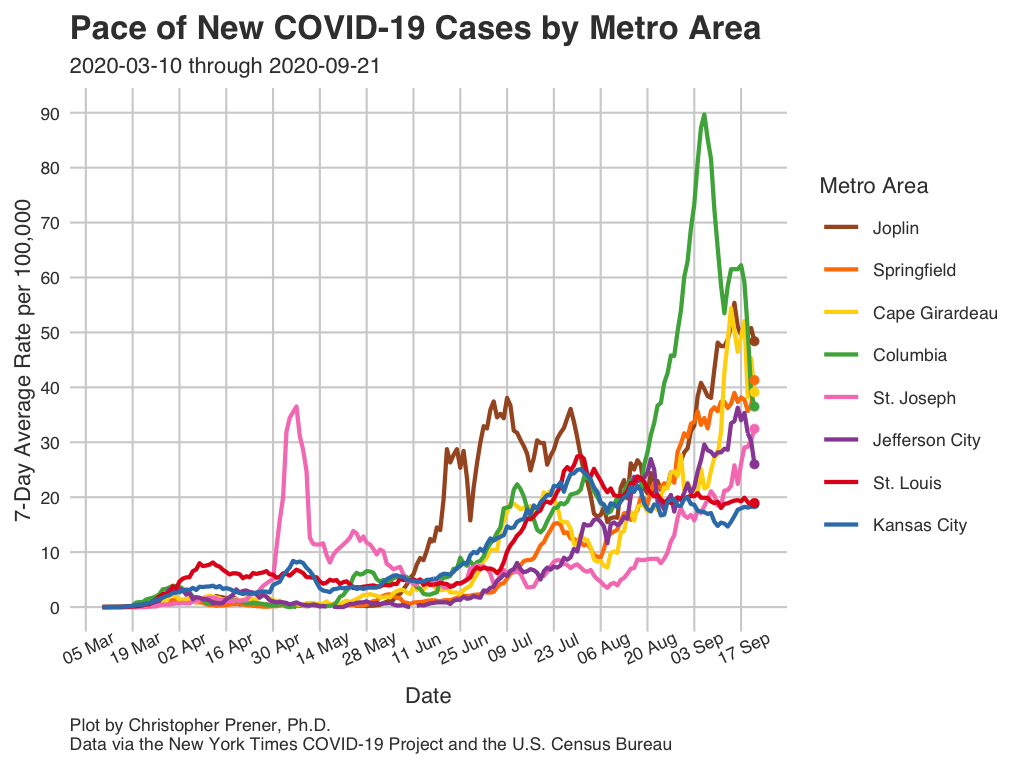 Pace of New COVID-19 Cases by Metro Area
2020-03-10 through 2020-09-21
7-Day Average Rate per 100,000
90
80
70
60
50
40
30
20
10
0
05 Mar
19 Mar
02 Apr
16 Apr
30 Apr
14 May
28 May
11 Jun
25 Jun
09 Jul
23 Jul
06 Aug
20 Aug
03 Sep
17 Sep
Date
Metro Area
Joplin
Springfield
Cape Girardeau
Columbia
St. Joseph
Jefferson City
St. Louis
Kansas City
Plot by Christopher Prener, Ph.D.
Data via the New York Times COVID-19 Project and the U.S. Census Bureau